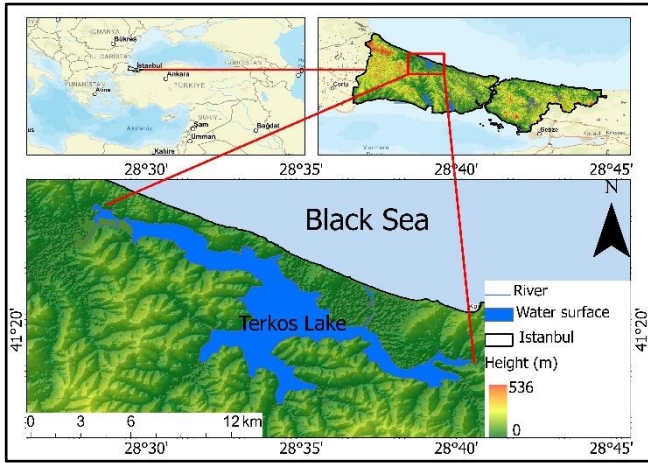 ROMANYA
Bükreş
İstanbul
Ankara
TÜRKİYE
Atina
Akdeniz
Şam
Umman
Bağdat
Kahire
Çorlu
Gebze
28°30'
28°35'
28°40'
28°45'
Black Sea
N
41°20'
Terkos Lake
41°20'
River
Water surface
Istanbul
Height (m)
536
0
0 3 6 12 km
28°30'
28°35'
28°40'
28°45'